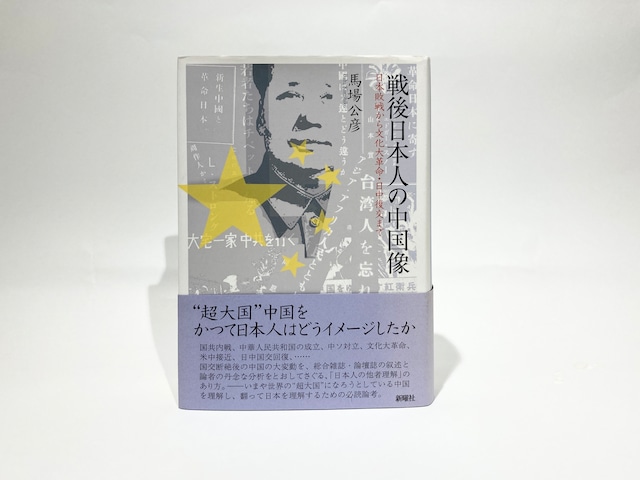 戦後日本人の中国像
日本敗戦から文化大革命・日中復交まで
馬場公彦
新生中国と
革命日本
台湾人を忘れ
大宅一家中共を行く
紅衛兵
“超大国”中国を
かつて日本人はどうイメージしたか
国共内戦、中華人民共和国の成立、中ソ対立、文化大革命、
米中接近、日中国交回復、……
国交断絶後の中国の大変動を、総合雑誌・論壇誌の叙述と
論者の丹念な分析をとおしてさぐる、「日本人の他者理解」の
あり方。――いまや世界の“超大国”になろうとしている中国
を理解し、翻って日本を理解するための必読論考。
新曜社